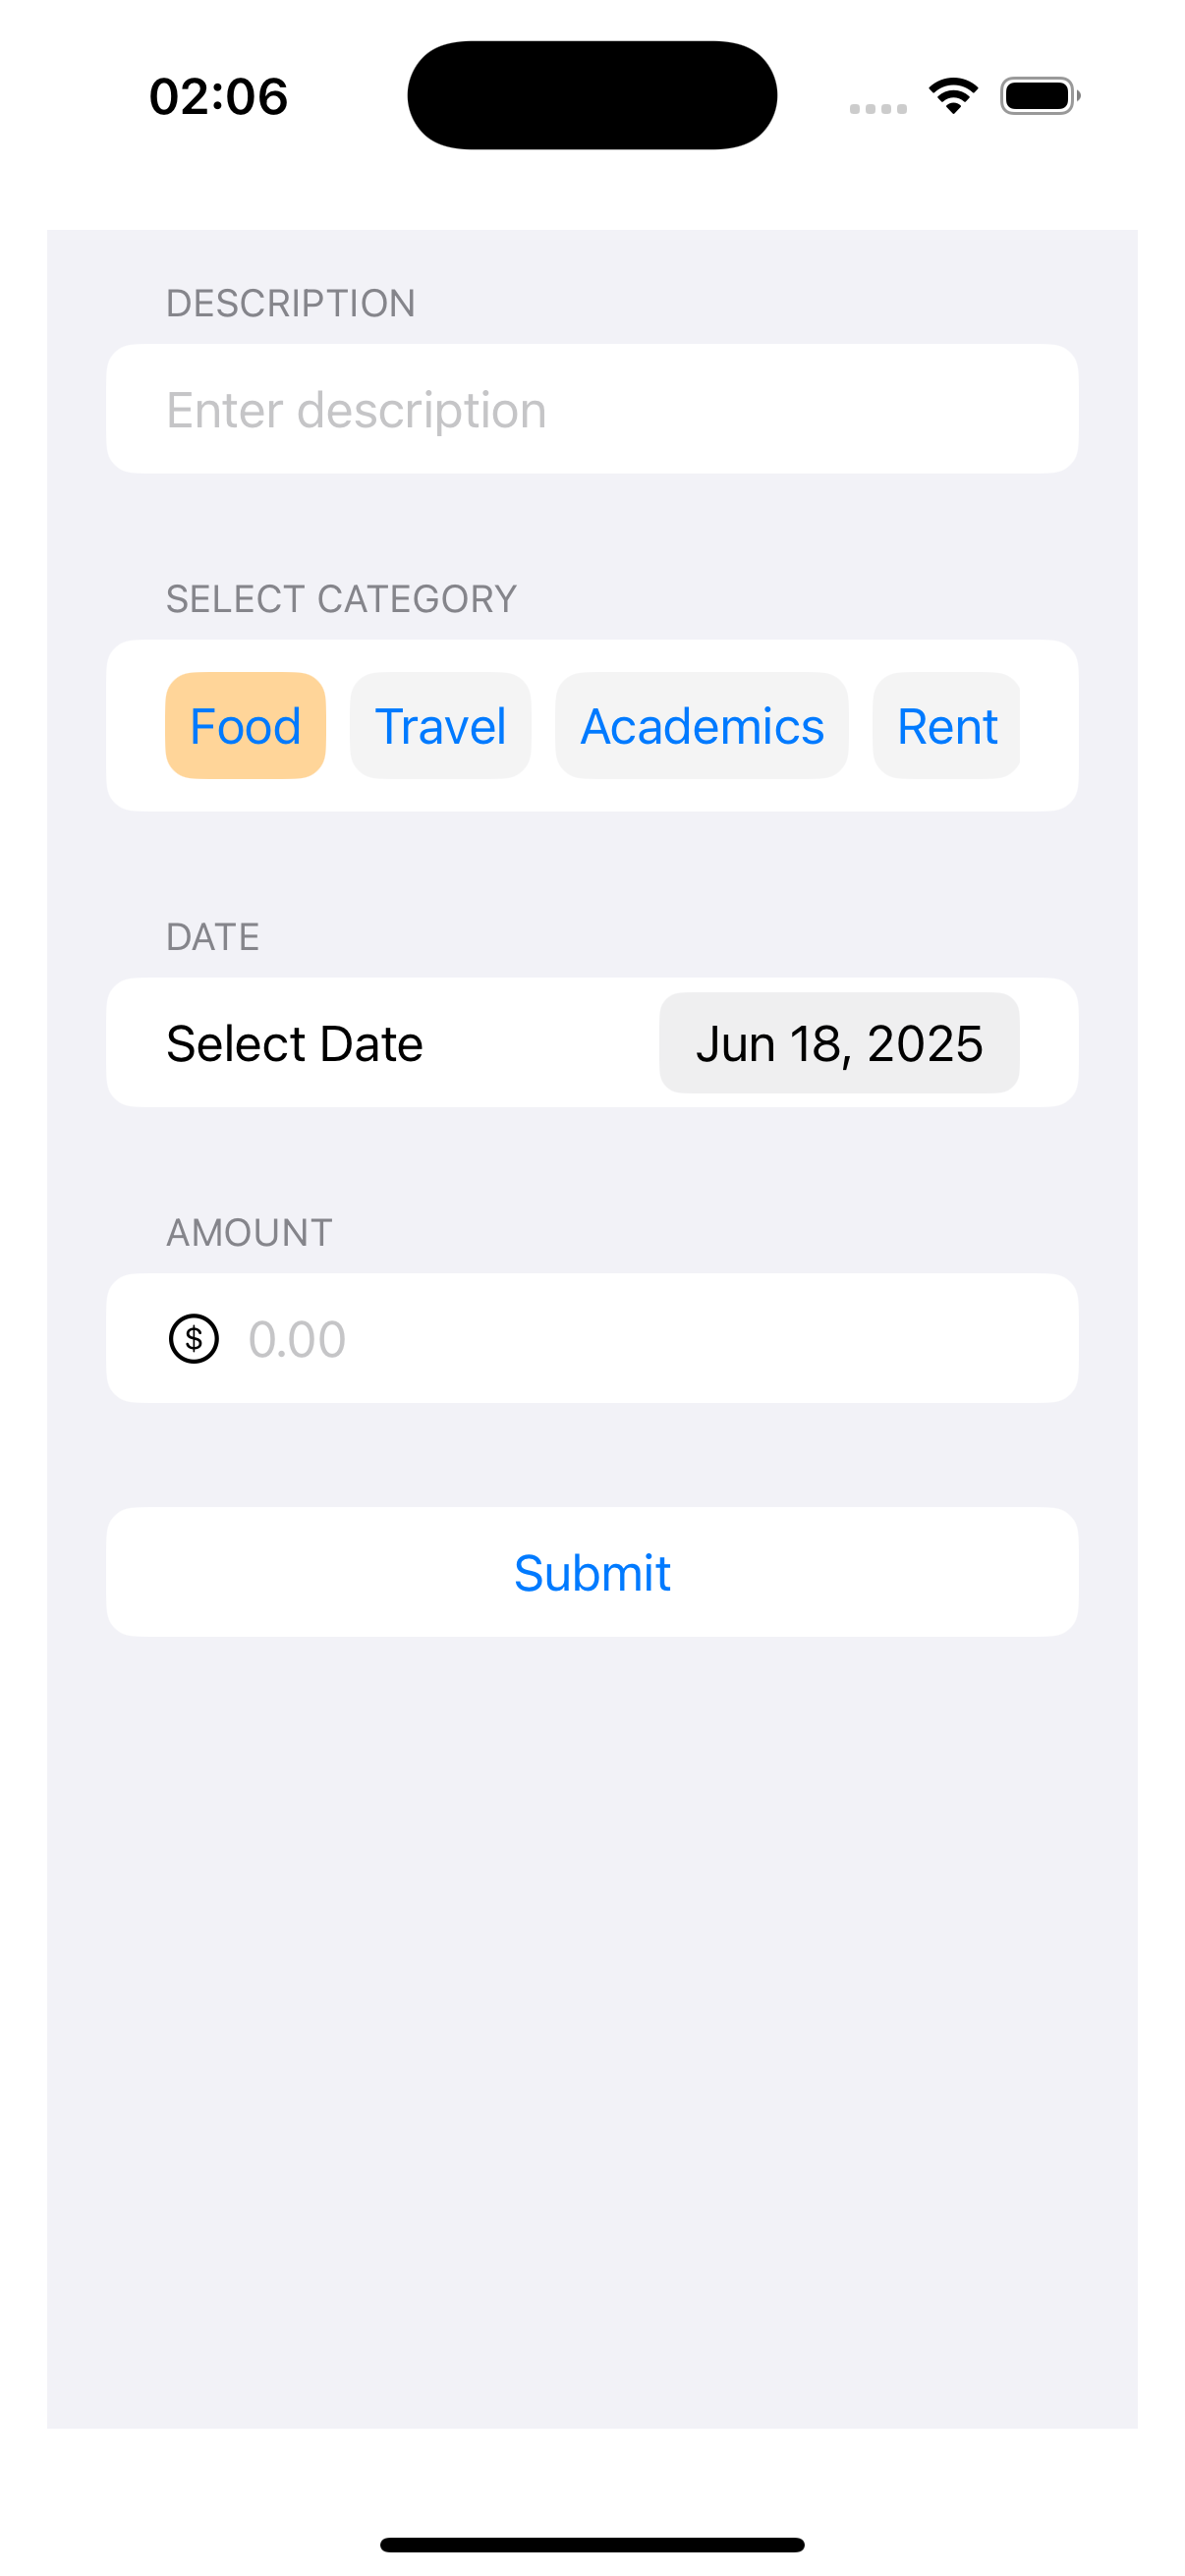 02:06
DESCRIPTION
Enter description
SELECT CATEGORY
Food Travel Academics Rent
DATE
Select Date Jun 18, 2025
AMOUNT
$ 0.00
Submit